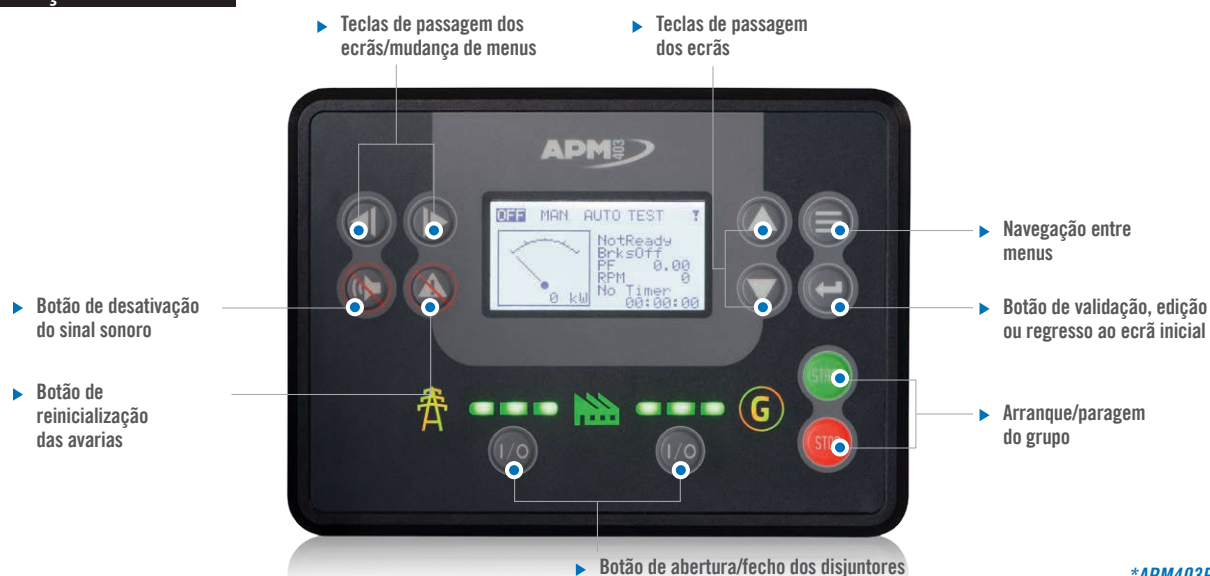 Teclas de passagem dos
ecrãs/mudança de menus
Teclas de passagem
dos ecrãs
APM403
OFF MAN AUTO TEST
NotReady
BrksOff
PF 0.00
RPM 0
No Timer
0 kW 00:00:00
Navegação entre
menus
Botão de desativação
do sinal sonoro
Botão de validação, edição
ou regresso ao ecrã inicial
Botão de
reinicialização
das avarias
START
G
Arranque/paragem
do grupo
STOP
I/O I/O
Botão de abertura/fecho dos disjuntores